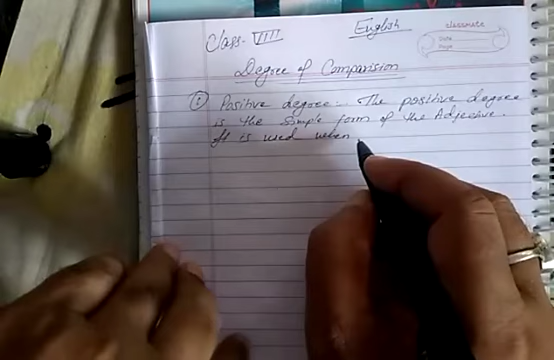 Class- VIII
English
classmate
Date
Page
Degree of Comparision
① Positive degree:- The positive degree
is the simple form of the Adjective.
It is used when